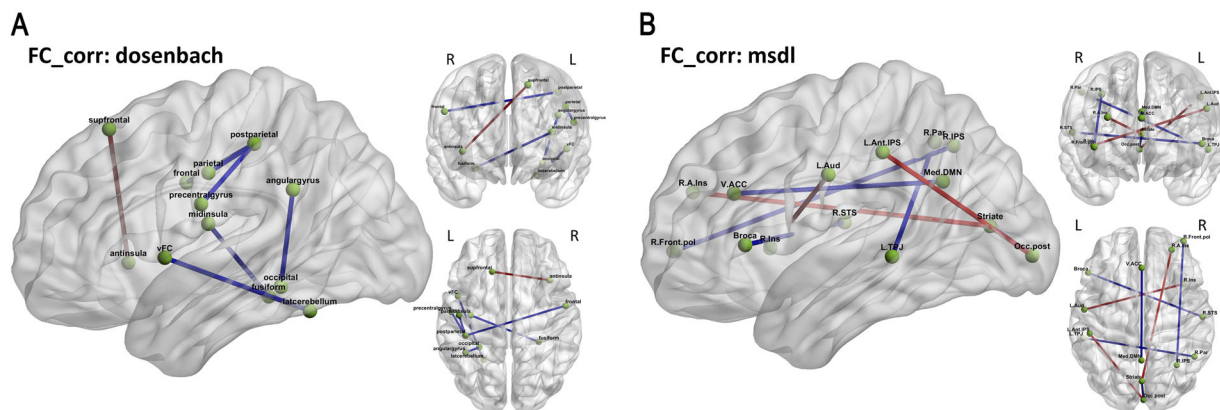 A
FC_corr: dosenbach
supfrontal
postparietal
parietal
frontal
angulargyrus
precentralgyrus
midinsula
antinsula
vFC
occipital
fusiform
latcerebellum
R
L
supfrontal
postparietal
frontal
parietal
angulargyrus
precentralgyrus
midinsula
antinsula
vFC
fusiform
occipital
latcerebellum
L
R
supfrontal
antinsula
vFC
frontal
precentralgyrus
postparietal
occipital
fusiform
angulargyrus
latcerebellum
B
FC_corr: msdl
R.Par
R.IPS
L.Ant.IPS
L.Aud
Med.DMN
R.A.Ins
V.ACC
R.STS
Striate
R.Front.pol
Broca
R.Ins
L.TPJ
Occ.post
R
L
R.Par
R.IPS
L.Ant.IPS
Med.DMN
L.Aud
R.A.Ins
V.ACC
R.STS
Striate
Broca
R.Front.pol
Occ.post
L.TPJ
L
R
R.Front.pol
R.A.Ins
V.ACC
Broca
R.Ins
L.Aud
R.STS
L.Ant.IPS
L.TPJ
Med.DMN
R.Par
R.IPS
Striate
Occ.post